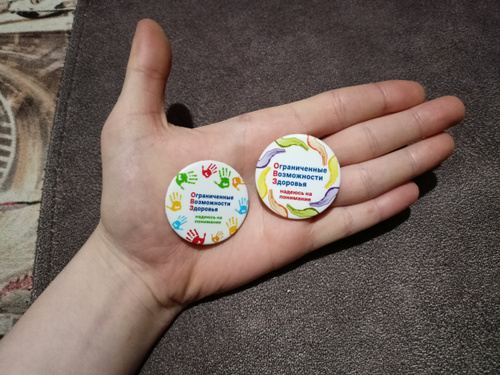 Ограниченные
Возможности
Здоровья
надеюсь на
понимание
Ограниченные
Возможности
Здоровья
надеюсь на
понимание